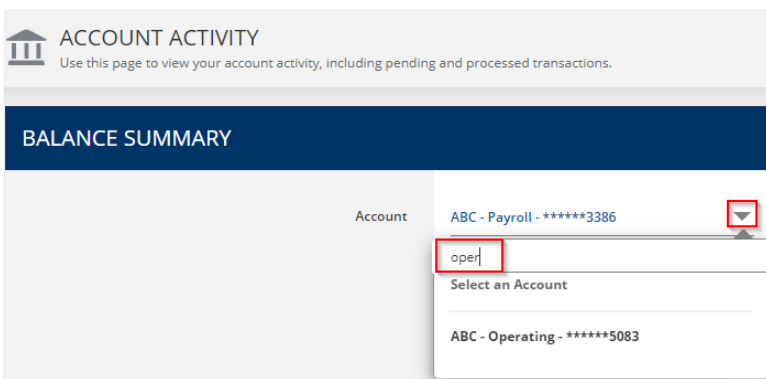 ACCOUNT ACTIVITY
Use this page to view your account activity, including pending and processed transactions.
BALANCE SUMMARY
Account ABC - Payroll - ******3386
oper
Select an Account
ABC - Operating - ******5083